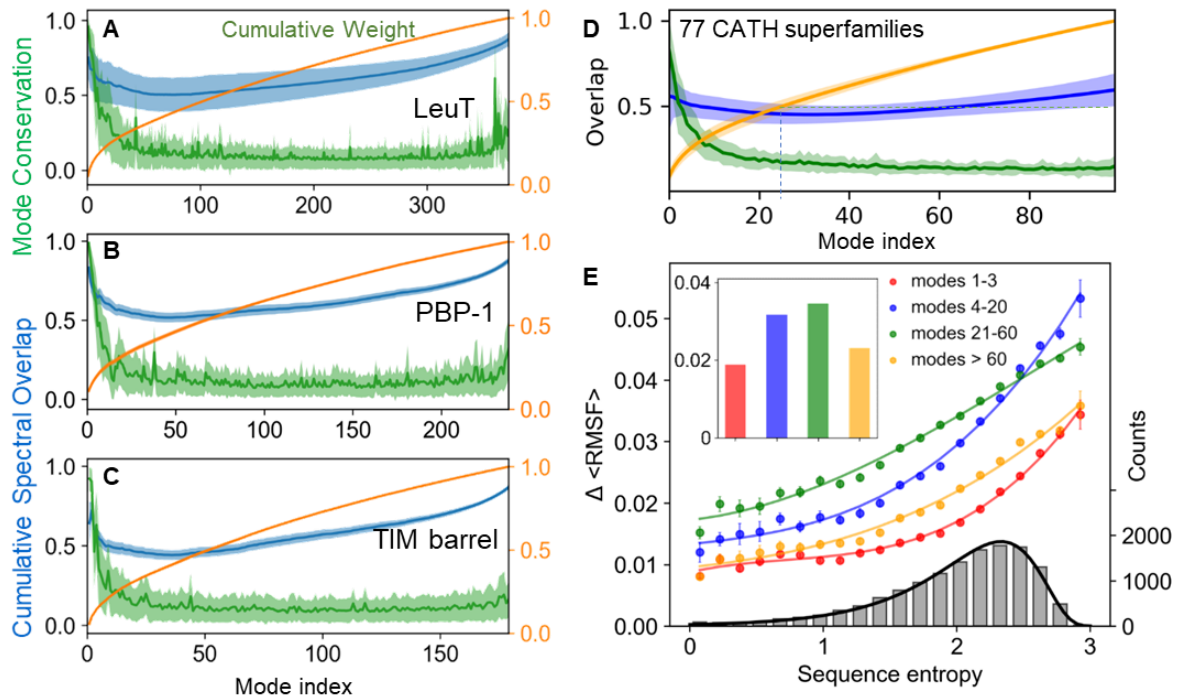 Mode Conservation
Cumulative Spectral Overlap
A
Cumulative Weight
LeuT
1.0
0.5
0.0
1.0
0.5
0.0
0
100
200
300
B
PBP-1
1.0
0.5
0.0
1.0
0.5
0.0
0
50
100
150
200
C
TIM barrel
1.0
0.5
0.0
1.0
0.5
0.0
0
50
100
150
Mode index
D
77 CATH superfamilies
Overlap
1.0
0.5
0
20
40
60
80
Mode index
E
0.04
0.02
0
modes 1-3
modes 4-20
modes 21-60
modes > 60
Δ <RMSF>
0.05
0.04
0.03
0.02
0.01
0.00
Counts
2000
1000
0
0
1
2
3
Sequence entropy